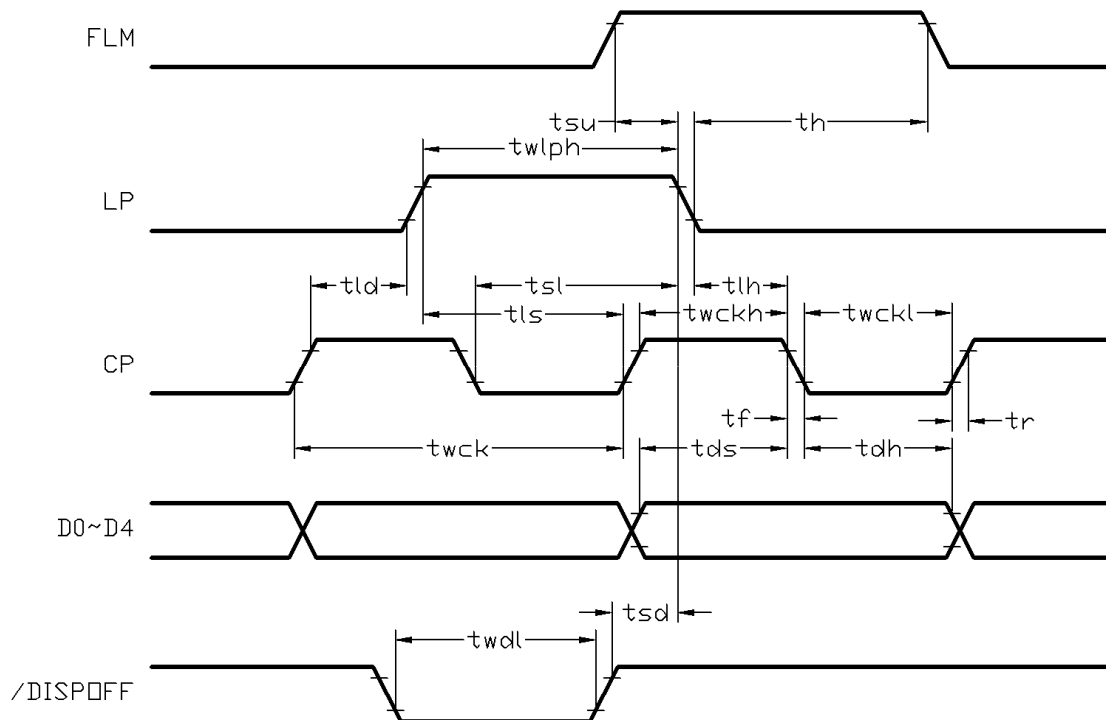 FLM
tsu
th
twlph
LP
tld
tsl
tlh
tls
twckh
twckl
CP
tf
tr
twck
tds
tdh
D0~D4
tsd
twdl
/DISPOFF